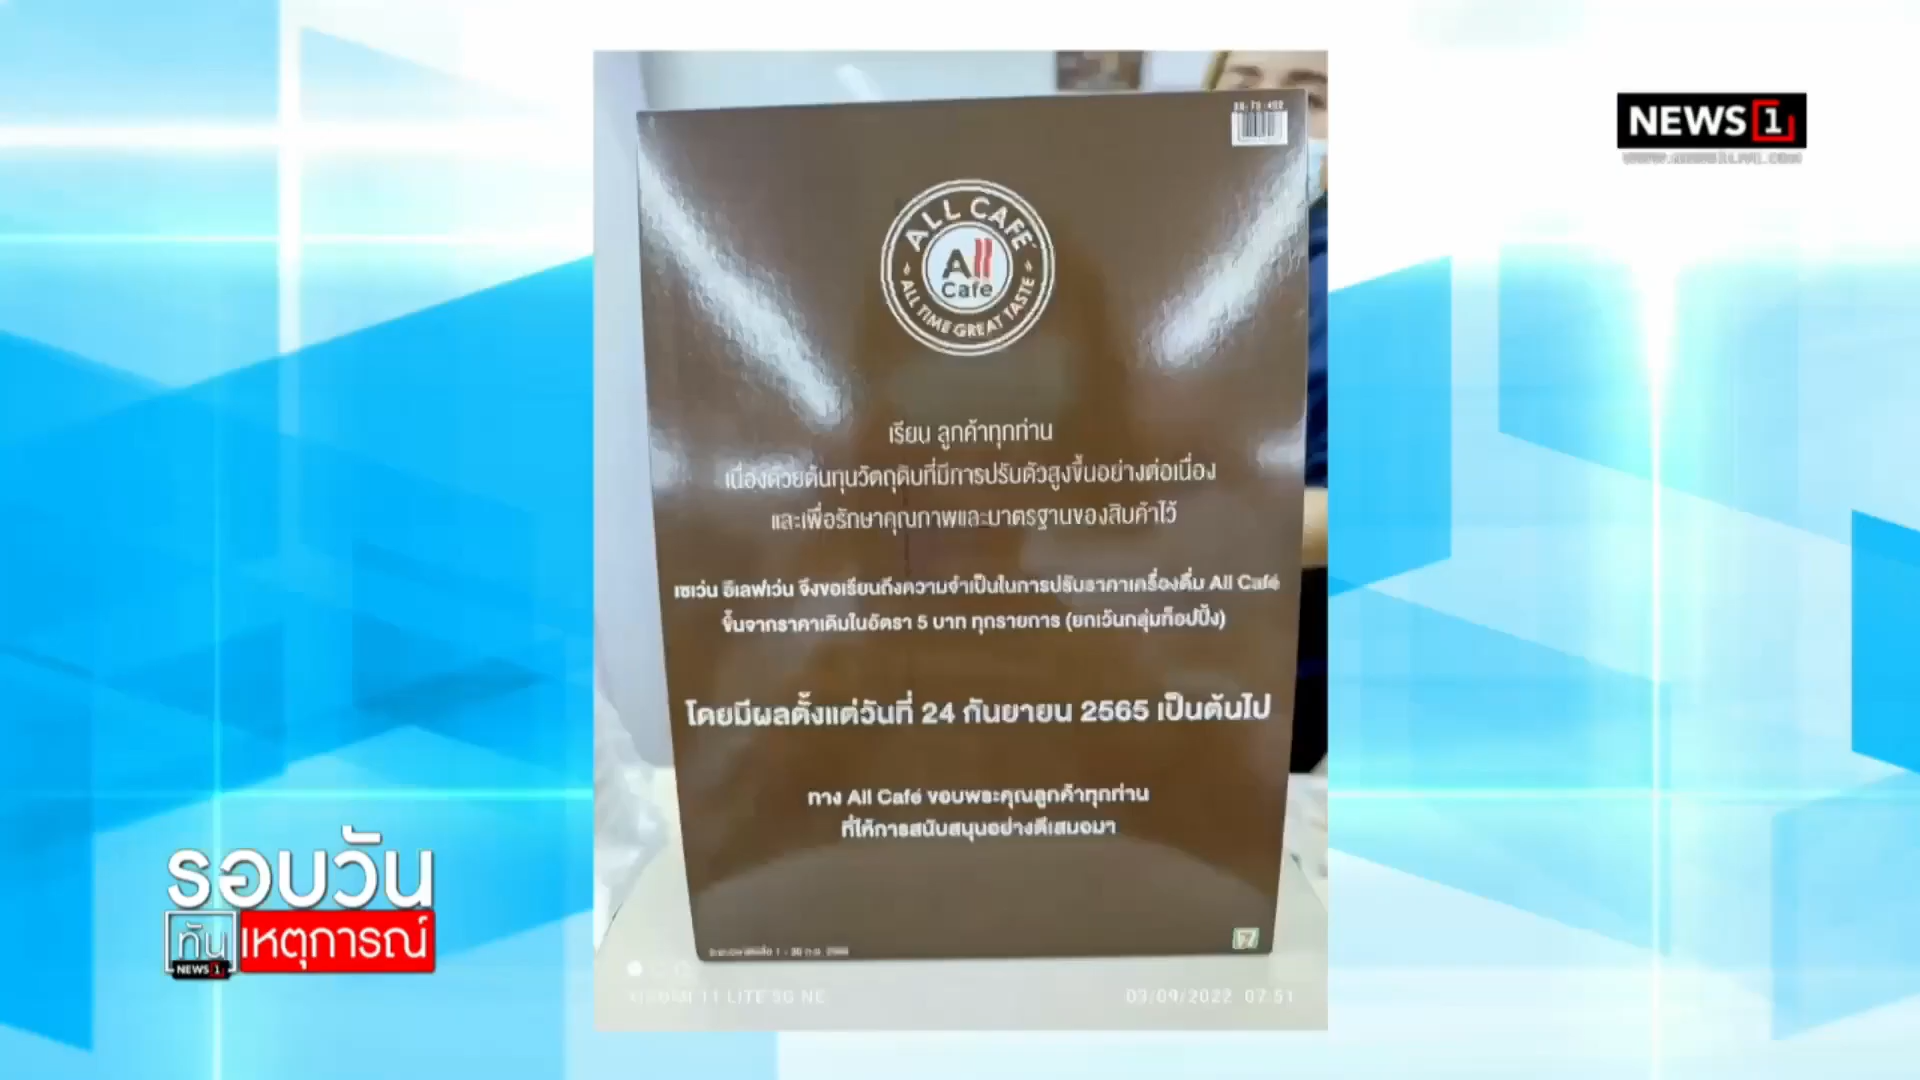 NEWS 1
ALL CAFÉ
All
Cafe
ALL TIME GREAT TASTE
เรียน ลูกค้าทุกท่าน
เนื่องด้วยต้นทุนวัตถุดิบที่มีการปรับตัวสูงขึ้นอย่างต่อเนื่อง
และเพื่อรักษาคุณภาพและมาตรฐานของสินค้าไว้
เซเว่น อีเลฟเว่น จึงขอเรียนถึงความจำเป็นในการปรับราคาเครื่องดื่ม All Café
ขึ้นจากราคาเดิมในอัตรา 5 บาท ทุกรายการ (ยกเว้นกลุ่มท็อปปิ้ง)
โดยมีผลตั้งแต่วันที่ 24 กันยายน 2565 เป็นต้นไป
ทาง All Café ขอบพระคุณลูกค้าทุกท่าน
ที่ให้การสนับสนุนอย่างดีเสมอมา
11 LITE 5G NE
03/09/2022 07:51
รอบวัน
ทัน เหตุการณ์
NEWS 1